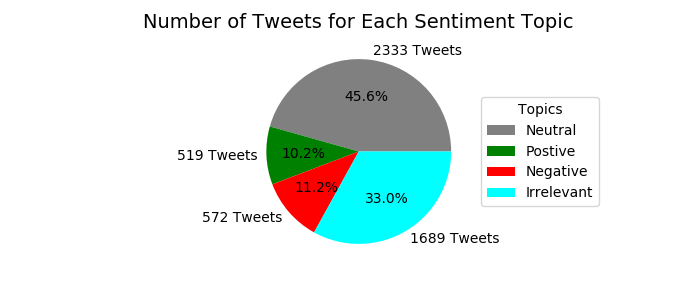 Number of Tweets for Each Sentiment Topic
2333 Tweets
45.6%
Topics
Neutral
Postive
Negative
Irrelevant
519 Tweets
10.2%
11.2%
572 Tweets
33.0%
1689 Tweets